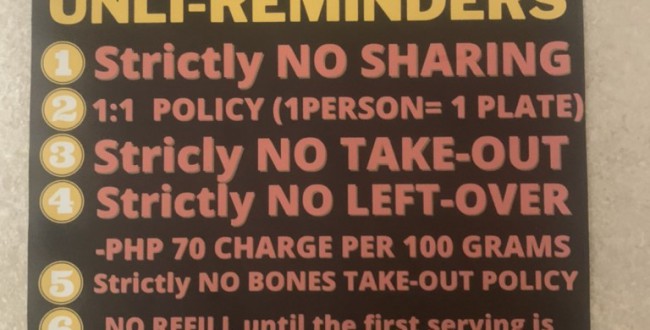 UNLI-REMINDERS
1 Strictly NO SHARING
2 1:1 POLICY (1PERSON= 1 PLATE)
3 Stricly NO TAKE-OUT
4 Strictly NO LEFT-OVER
-PHP 70 CHARGE PER 100 GRAMS
5 Strictly NO BONES TAKE-OUT POLICY
6 NO REFILL until the first serving is